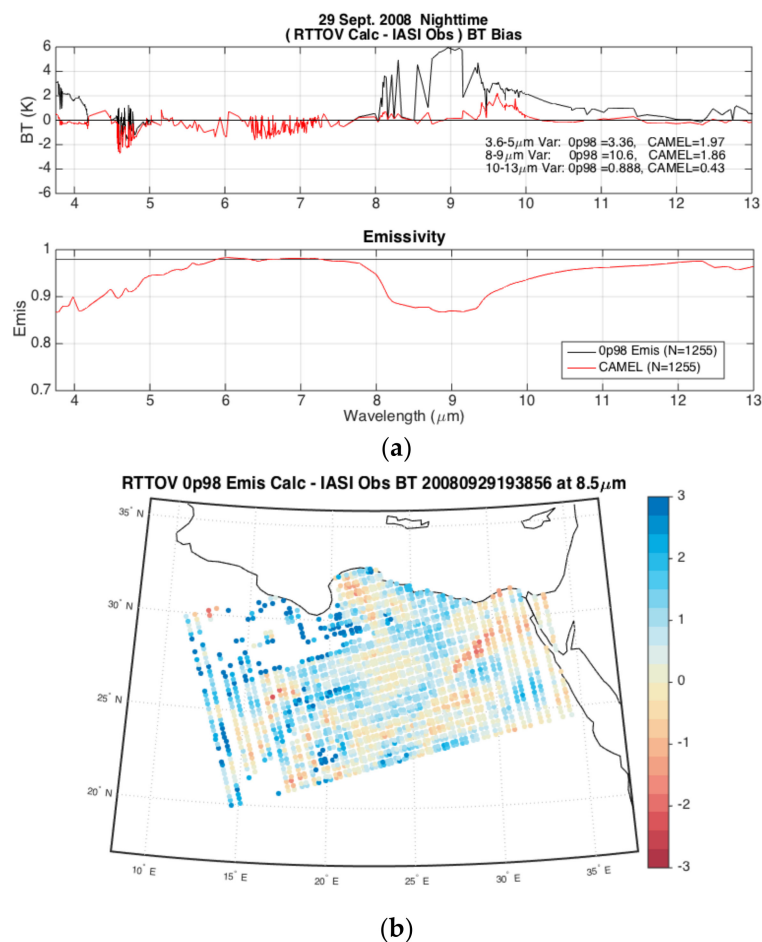 29 Sept. 2008 Nighttime
( RTTOV Calc - IASI Obs ) BT Bias
6
4
2
0
-2
-4
-6
BT (K)
3.6-5μm Var: 0p98 =3.36, CAMEL=1.97
8-9μm Var: 0p98 =10.6, CAMEL=1.86
10-13μm Var: 0p98 =0.888, CAMEL=0.43
4 5 6 7 8 9 10 11 12 13
Emissivity
1
0.9
0.8
0.7
Emis
0p98 Emis (N=1255)
CAMEL (N=1255)
4 5 6 7 8 9 10 11 12 13
Wavelength (μm)
(a)
RTTOV 0p98 Emis Calc - IASI Obs BT 20080929193856 at 8.5μm
35° N
30° N
25° N
20° N
10° E 15° E 20° E 25° E 30° E 35° E
3
2
1
0
-1
-2
-3
(b)